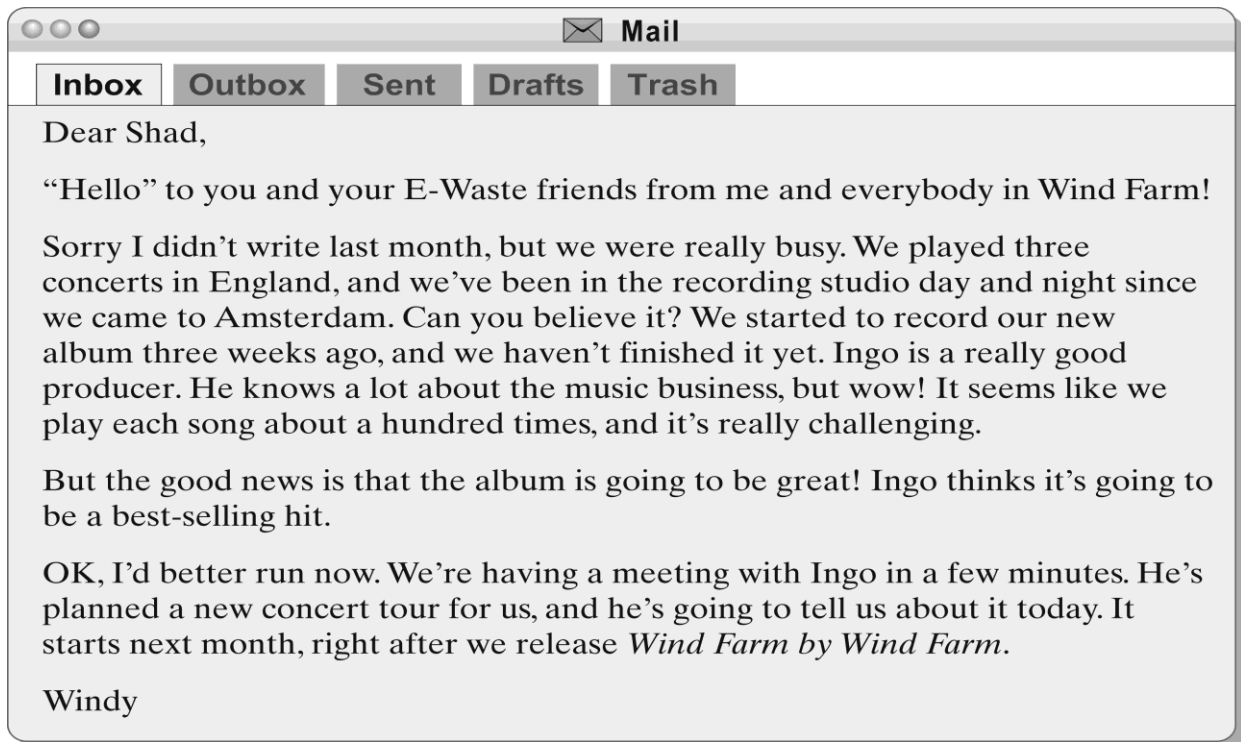 Mail
Inbox Outbox Sent Drafts Trash
Dear Shad,
“Hello” to you and your E-Waste friends from me and everybody in Wind Farm!
Sorry I didn’t write last month, but we were really busy. We played three
concerts in England, and we’ve been in the recording studio day and night since
we came to Amsterdam. Can you believe it? We started to record our new
album three weeks ago, and we haven’t finished it yet. Ingo is a really good
producer. He knows a lot about the music business, but wow! It seems like we
play each song about a hundred times, and it’s really challenging.
But the good news is that the album is going to be great! Ingo thinks it’s going to
be a best-selling hit.
OK, I’d better run now. We’re having a meeting with Ingo in a few minutes. He’s
planned a new concert tour for us, and he’s going to tell us about it today. It
starts next month, right after we release Wind Farm by Wind Farm.
Windy